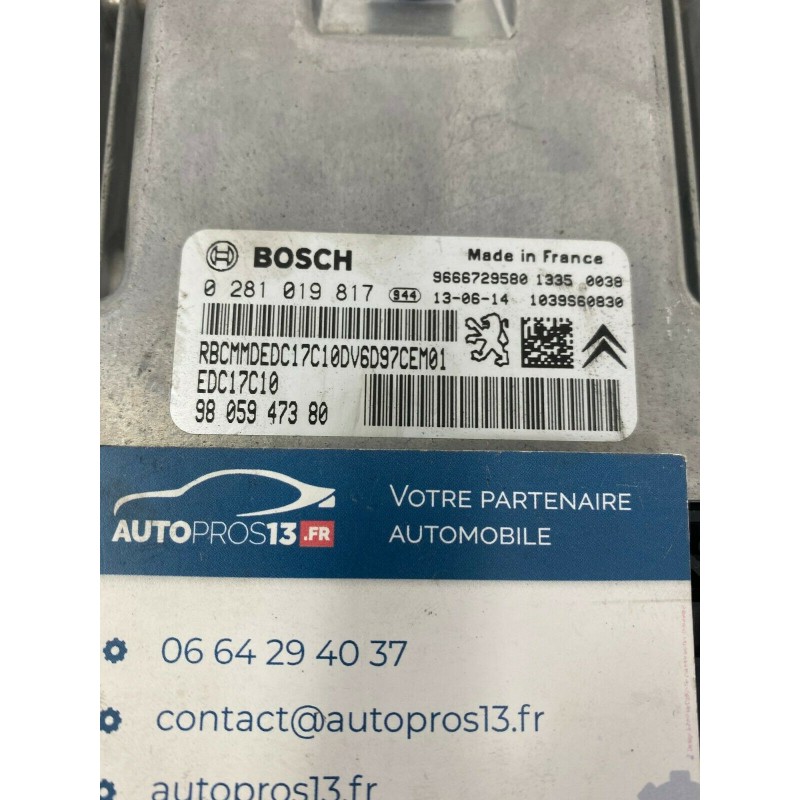 BOSCH
Made in France
9666729580 1335 0038
0 281 019 817 S44 13-06-14 1039S60830
RBCMMDEDC17C10DV6D97CEM01
EDC17C10
98 059 473 80
AUTOPROS13.FR
VOTRE PARTENAIRE
AUTOMOBILE
06 64 29 40 37
contact@autopros13.fr
autopros13.fr